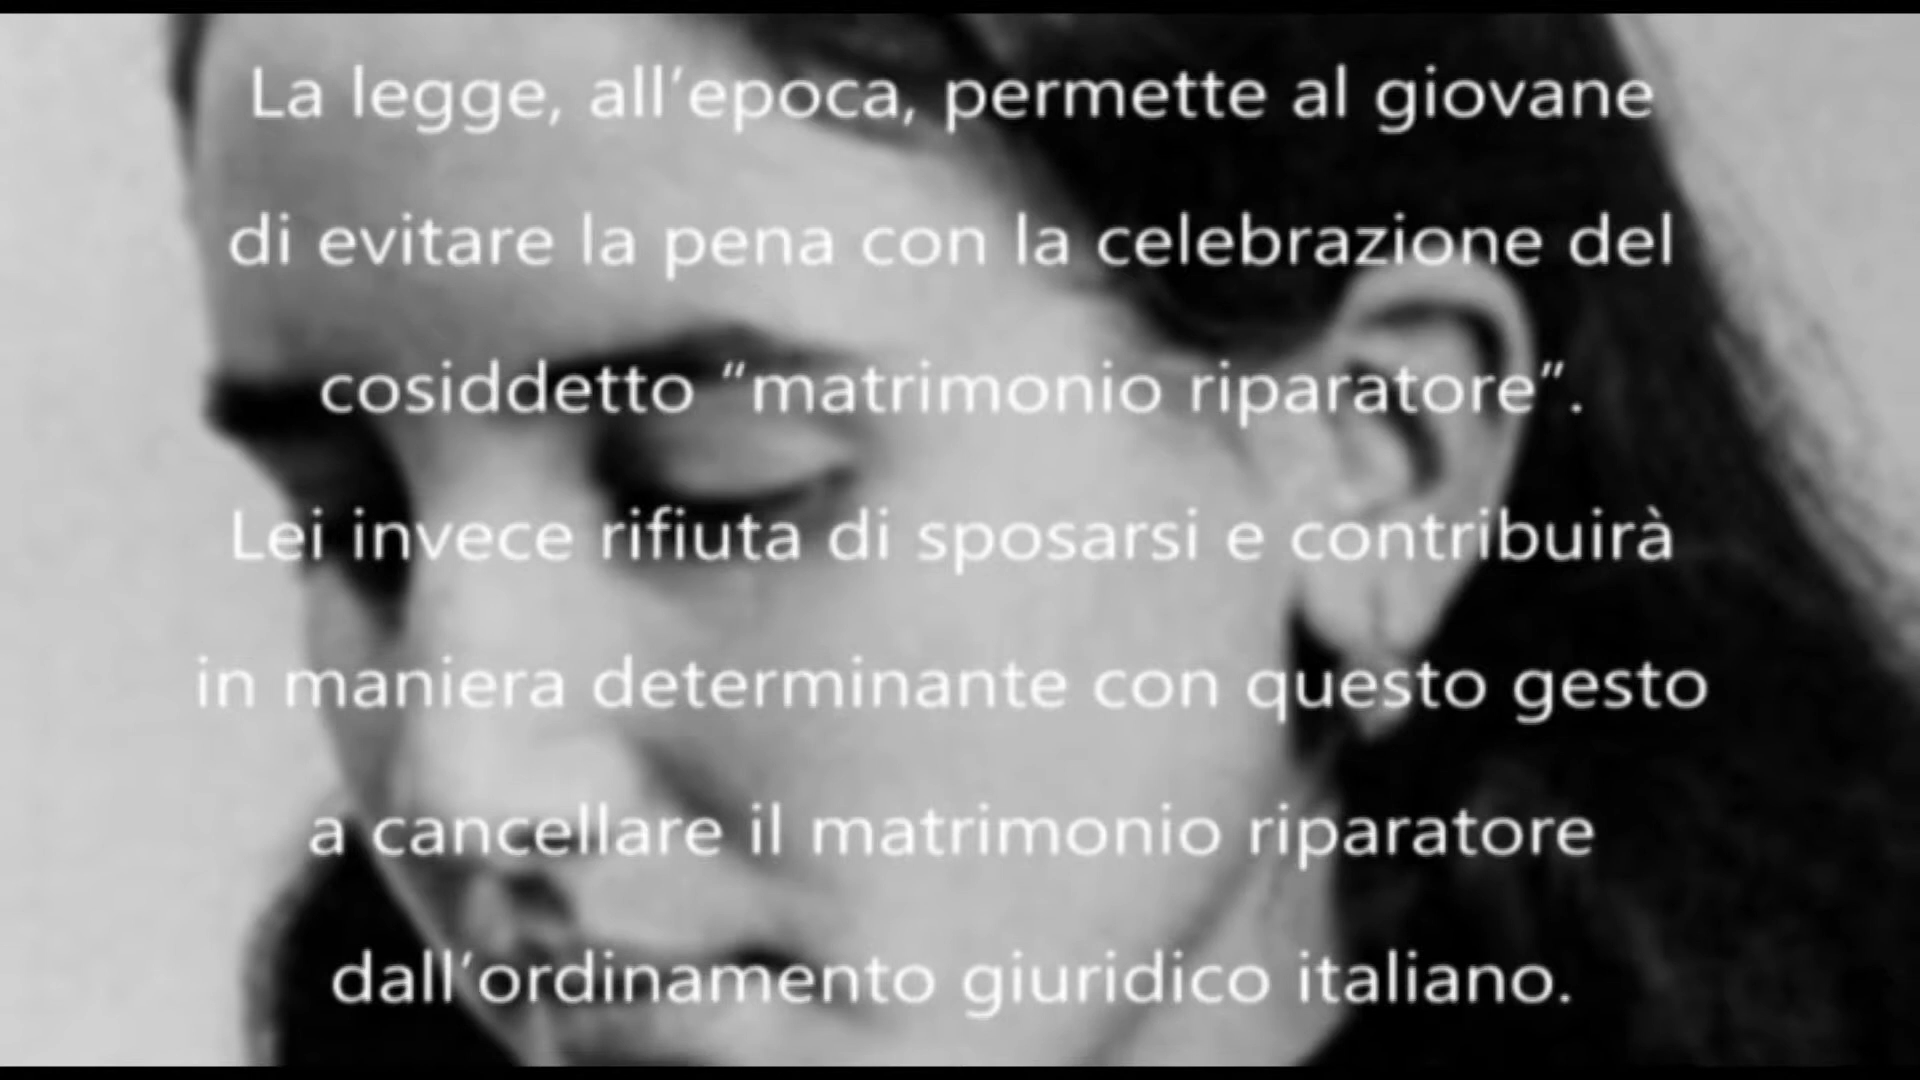 La legge, all'epoca, permette al giovane
di evitare la pena con la celebrazione del
cosiddetto “matrimonio riparatore”.
Lei invece rifiuta di sposarsi e contribuirà
in maniera determinante con questo gesto
a cancellare il matrimonio riparatore
dall'ordinamento giuridico italiano.